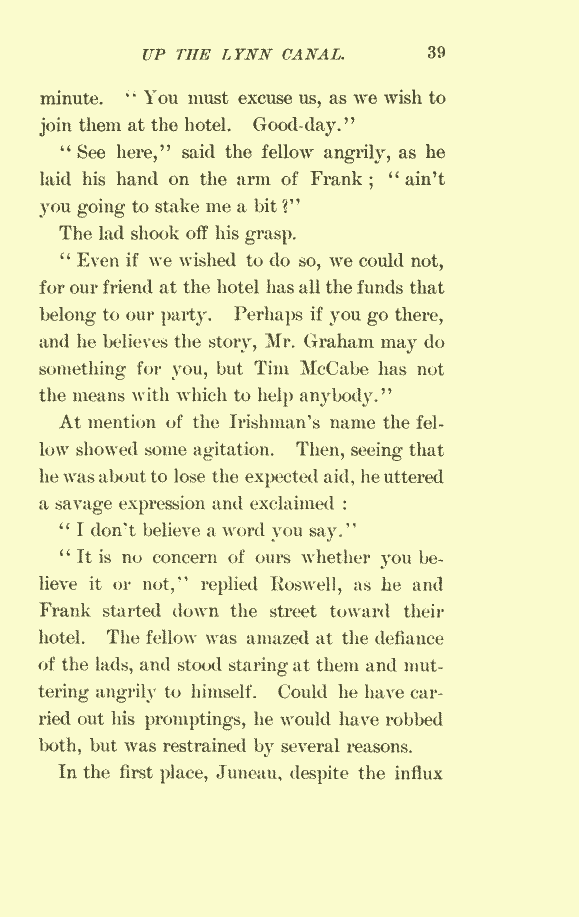 UP THE LYNN CANAL. 39
minute. “ You must excuse us, as we wish to
join them at the hotel. Good-day.”
“ See here,” said the fellow angrily, as he
laid his hand on the arm of Frank ; “ ain't
you going to stake me a bit ?”
The lad shook off his grasp.
“ Even if we wished to do so, we could not,
for our friend at the hotel has all the funds that
belong to our party. Perhaps if you go there,
and he believes the story, Mr. Graham may do
something for you, but Tim McCabe has not
the means with which to help anybody.”
At mention of the Irishman's name the fel-
low showed some agitation. Then, seeing that
he was about to lose the expected aid, he uttered
a savage expression and exclaimed :
“ I don't believe a word you say.”
“ It is no concern of ours whether you be-
lieve it or not,” replied Roswell, as he and
Frank started down the street toward their
hotel. The fellow was amazed at the defiance
of the lads, and stood staring at them and mut-
tering angrily to himself. Could he have car-
ried out his promptings, he would have robbed
both, but was restrained by several reasons.
In the first place, Juneau, despite the influx